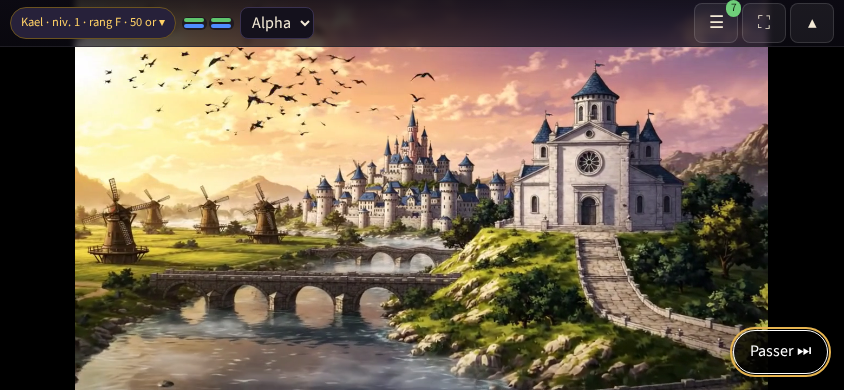 Kael · niv. 1 · rang F · 50 or ▾
Alpha
7
Passer ⏭